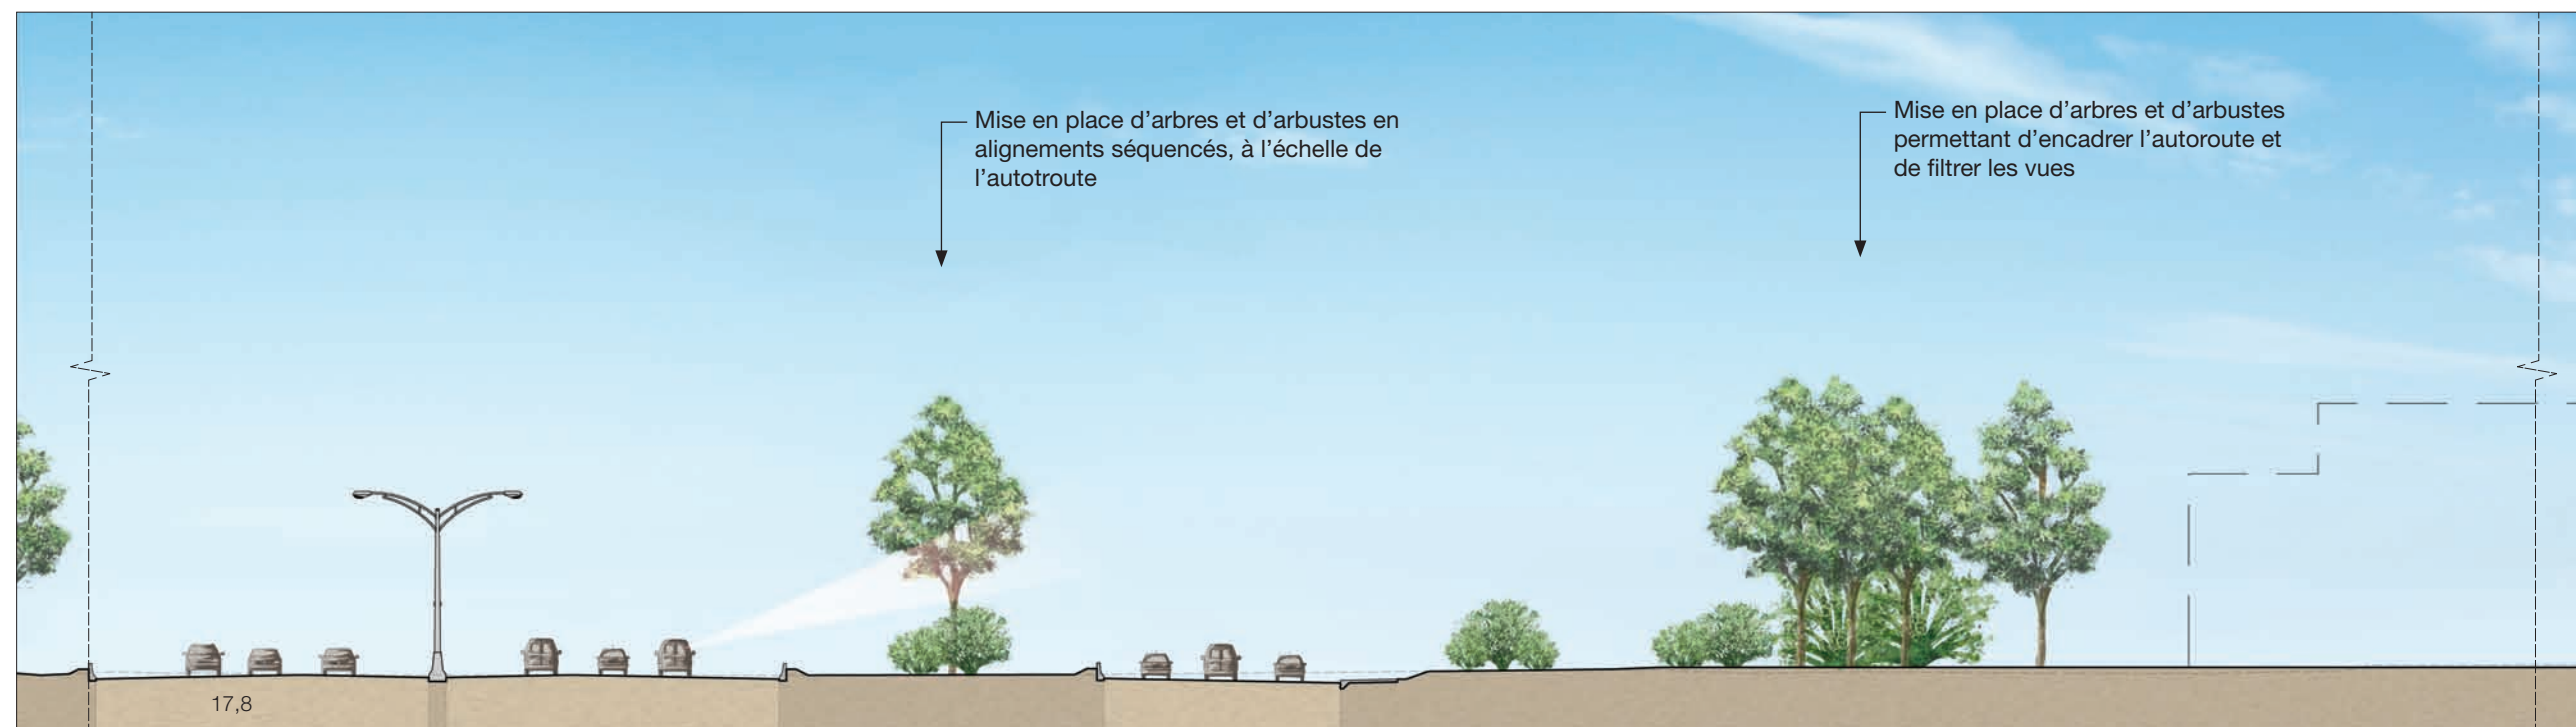 Mise en place d’arbres et d’arbustes en
alignements séquencés, à l’échelle de
l’autotroute
Mise en place d’arbres et d’arbustes
permettant d’encadrer l’autoroute et
de filtrer les vues
17,8